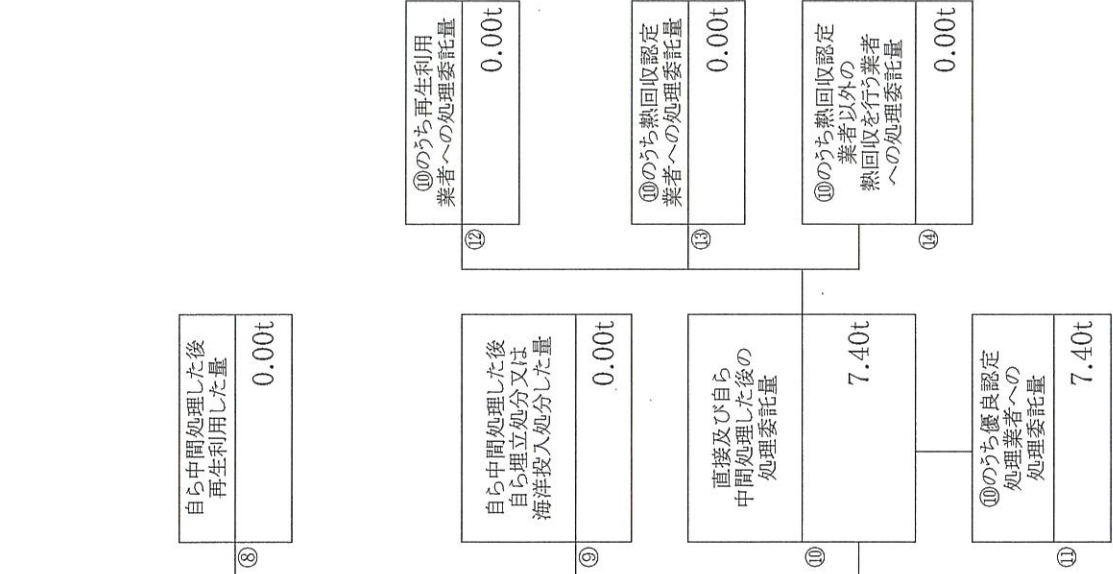 ⑧
自ら中間処理した後
再生利用した量
0.00t
⑨
自ら中間処理した後
自ら埋立処分又は
海洋投入処分した量
0.00t
⑩
直接及び自ら
中間処理した後の
処理委託量
7.40t
⑪
⑩のうち優良認定
処理業者への
処理委託量
7.40t
⑫
⑩のうち再生利用
業者への処理委託量
0.00t
⑬
⑩のうち熱回収認定
業者への処理委託量
0.00t
⑭
⑩のうち熱回収認定
業者以外の
熱回収を行う業者
への処理委託量
0.00t